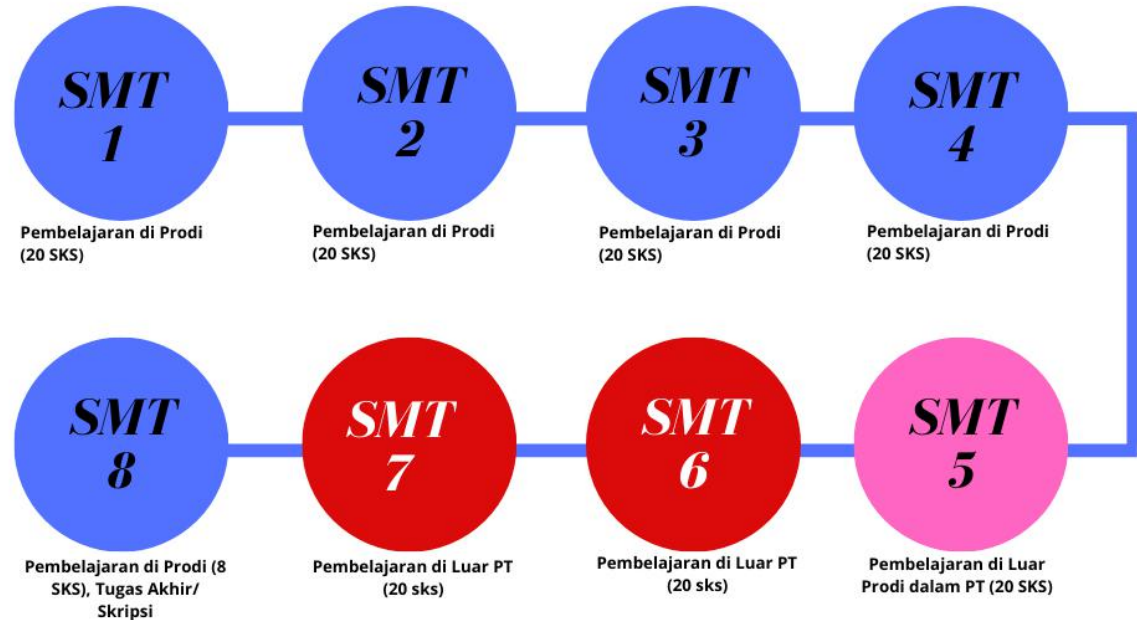 SMT
1
SMT
2
SMT
3
SMT
4
Pembelajaran di Prodi
(20 SKS)
Pembelajaran di Prodi
(20 SKS)
Pembelajaran di Prodi
(20 SKS)
Pembelajaran di Prodi
(20 SKS)
SMT
8
SMT
7
SMT
6
SMT
5
Pembelajaran di Prodi (8
SKS), Tugas Akhir/
Skripsi
Pembelajaran di Luar PT
(20 sks)
Pembelajaran di Luar PT
(20 sks)
Pembelajaran di Luar
Prodi dalam PT (20 SKS)